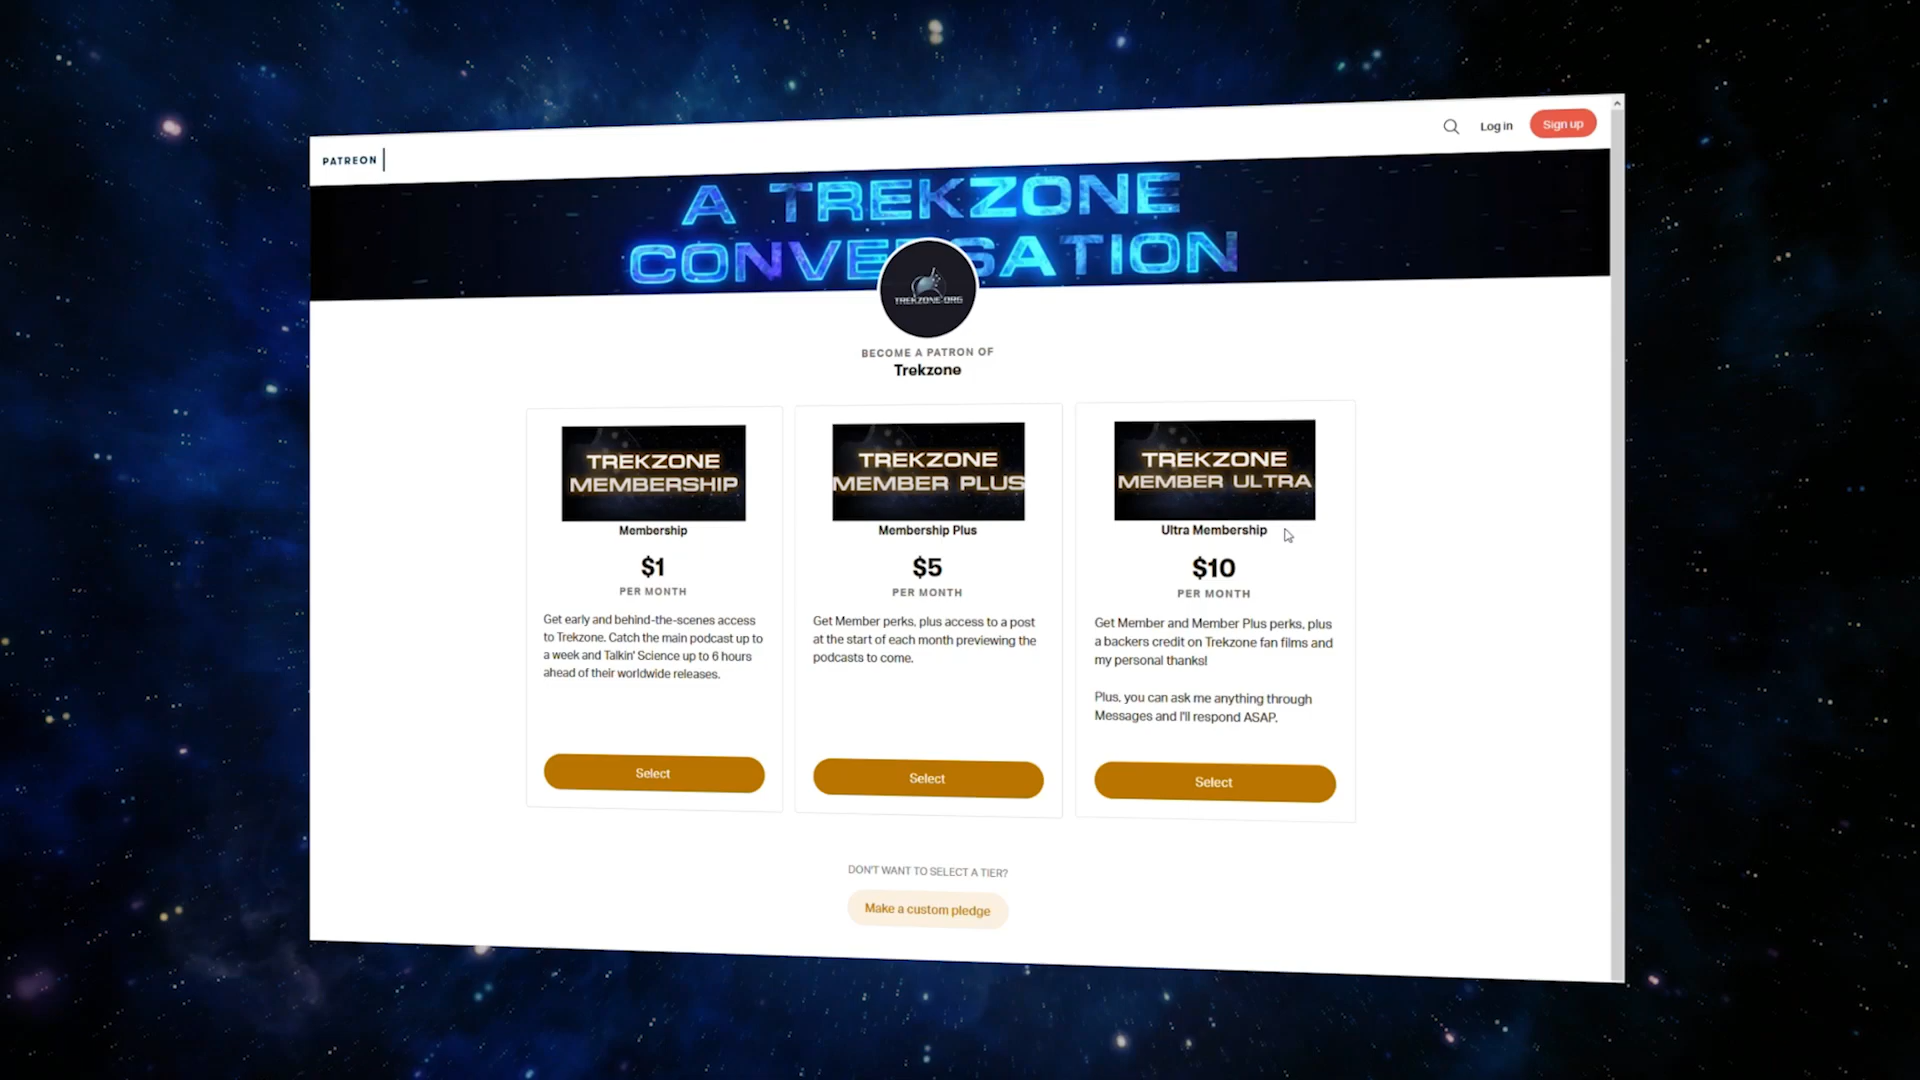 PATREON
Log in
Sign up
A TREKZONE
CONVE SATION
TREKZONE.ORG
BECOME A PATRON OF
Trekzone
TREKZONE
MEMBERSHIP
Membership
$1
PER MONTH
Get early and behind-the-scenes access
to Trekzone. Catch the main podcast up to
a week and Talkin' Science up to 6 hours
ahead of their worldwide releases.
Select
TREKZONE
MEMBER PLUS
Membership Plus
$5
PER MONTH
Get Member perks, plus access to a post
at the start of each month previewing the
podcasts to come.
Select
TREKZONE
MEMBER ULTRA
Ultra Membership
$10
PER MONTH
Get Member and Member Plus perks, plus
a backers credit on Trekzone fan films and
my personal thanks!
Plus, you can ask me anything through
Messages and I'll respond ASAP.
Select
DON'T WANT TO SELECT A TIER?
Make a custom pledge